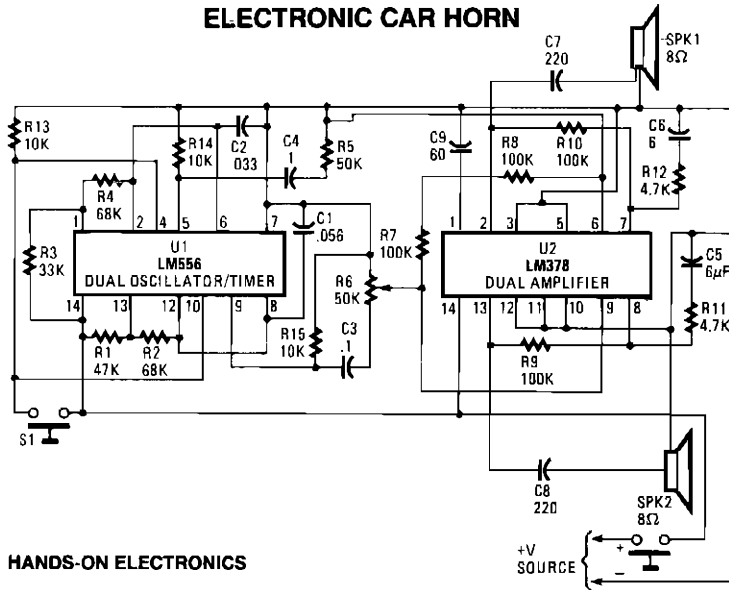 ELECTRONIC CAR HORN
C7
220
SPK1
8Ω
R13
10K
R14
10K
C2
.033
C4
.1
R5
50K
C9
60
R8
100K
R10
100K
C6
6
R12
4.7K
R4
68K
1
2
4
5
6
7
1
2
3
5
6
7
R3
33K
U1
LM556
DUAL OSCILLATOR/TIMER
C1
.056
R7
100K
R6
50K
U2
LM378
DUAL AMPLIFIER
C5
6µF
14
13
12
10
9
8
14
13
12
11
10
9
8
R11
4.7K
R1
47K
R2
68K
R15
10K
C3
.1
R9
100K
S1
C8
220
SPK2
8Ω
+V
SOURCE
+
−
HANDS-ON ELECTRONICS